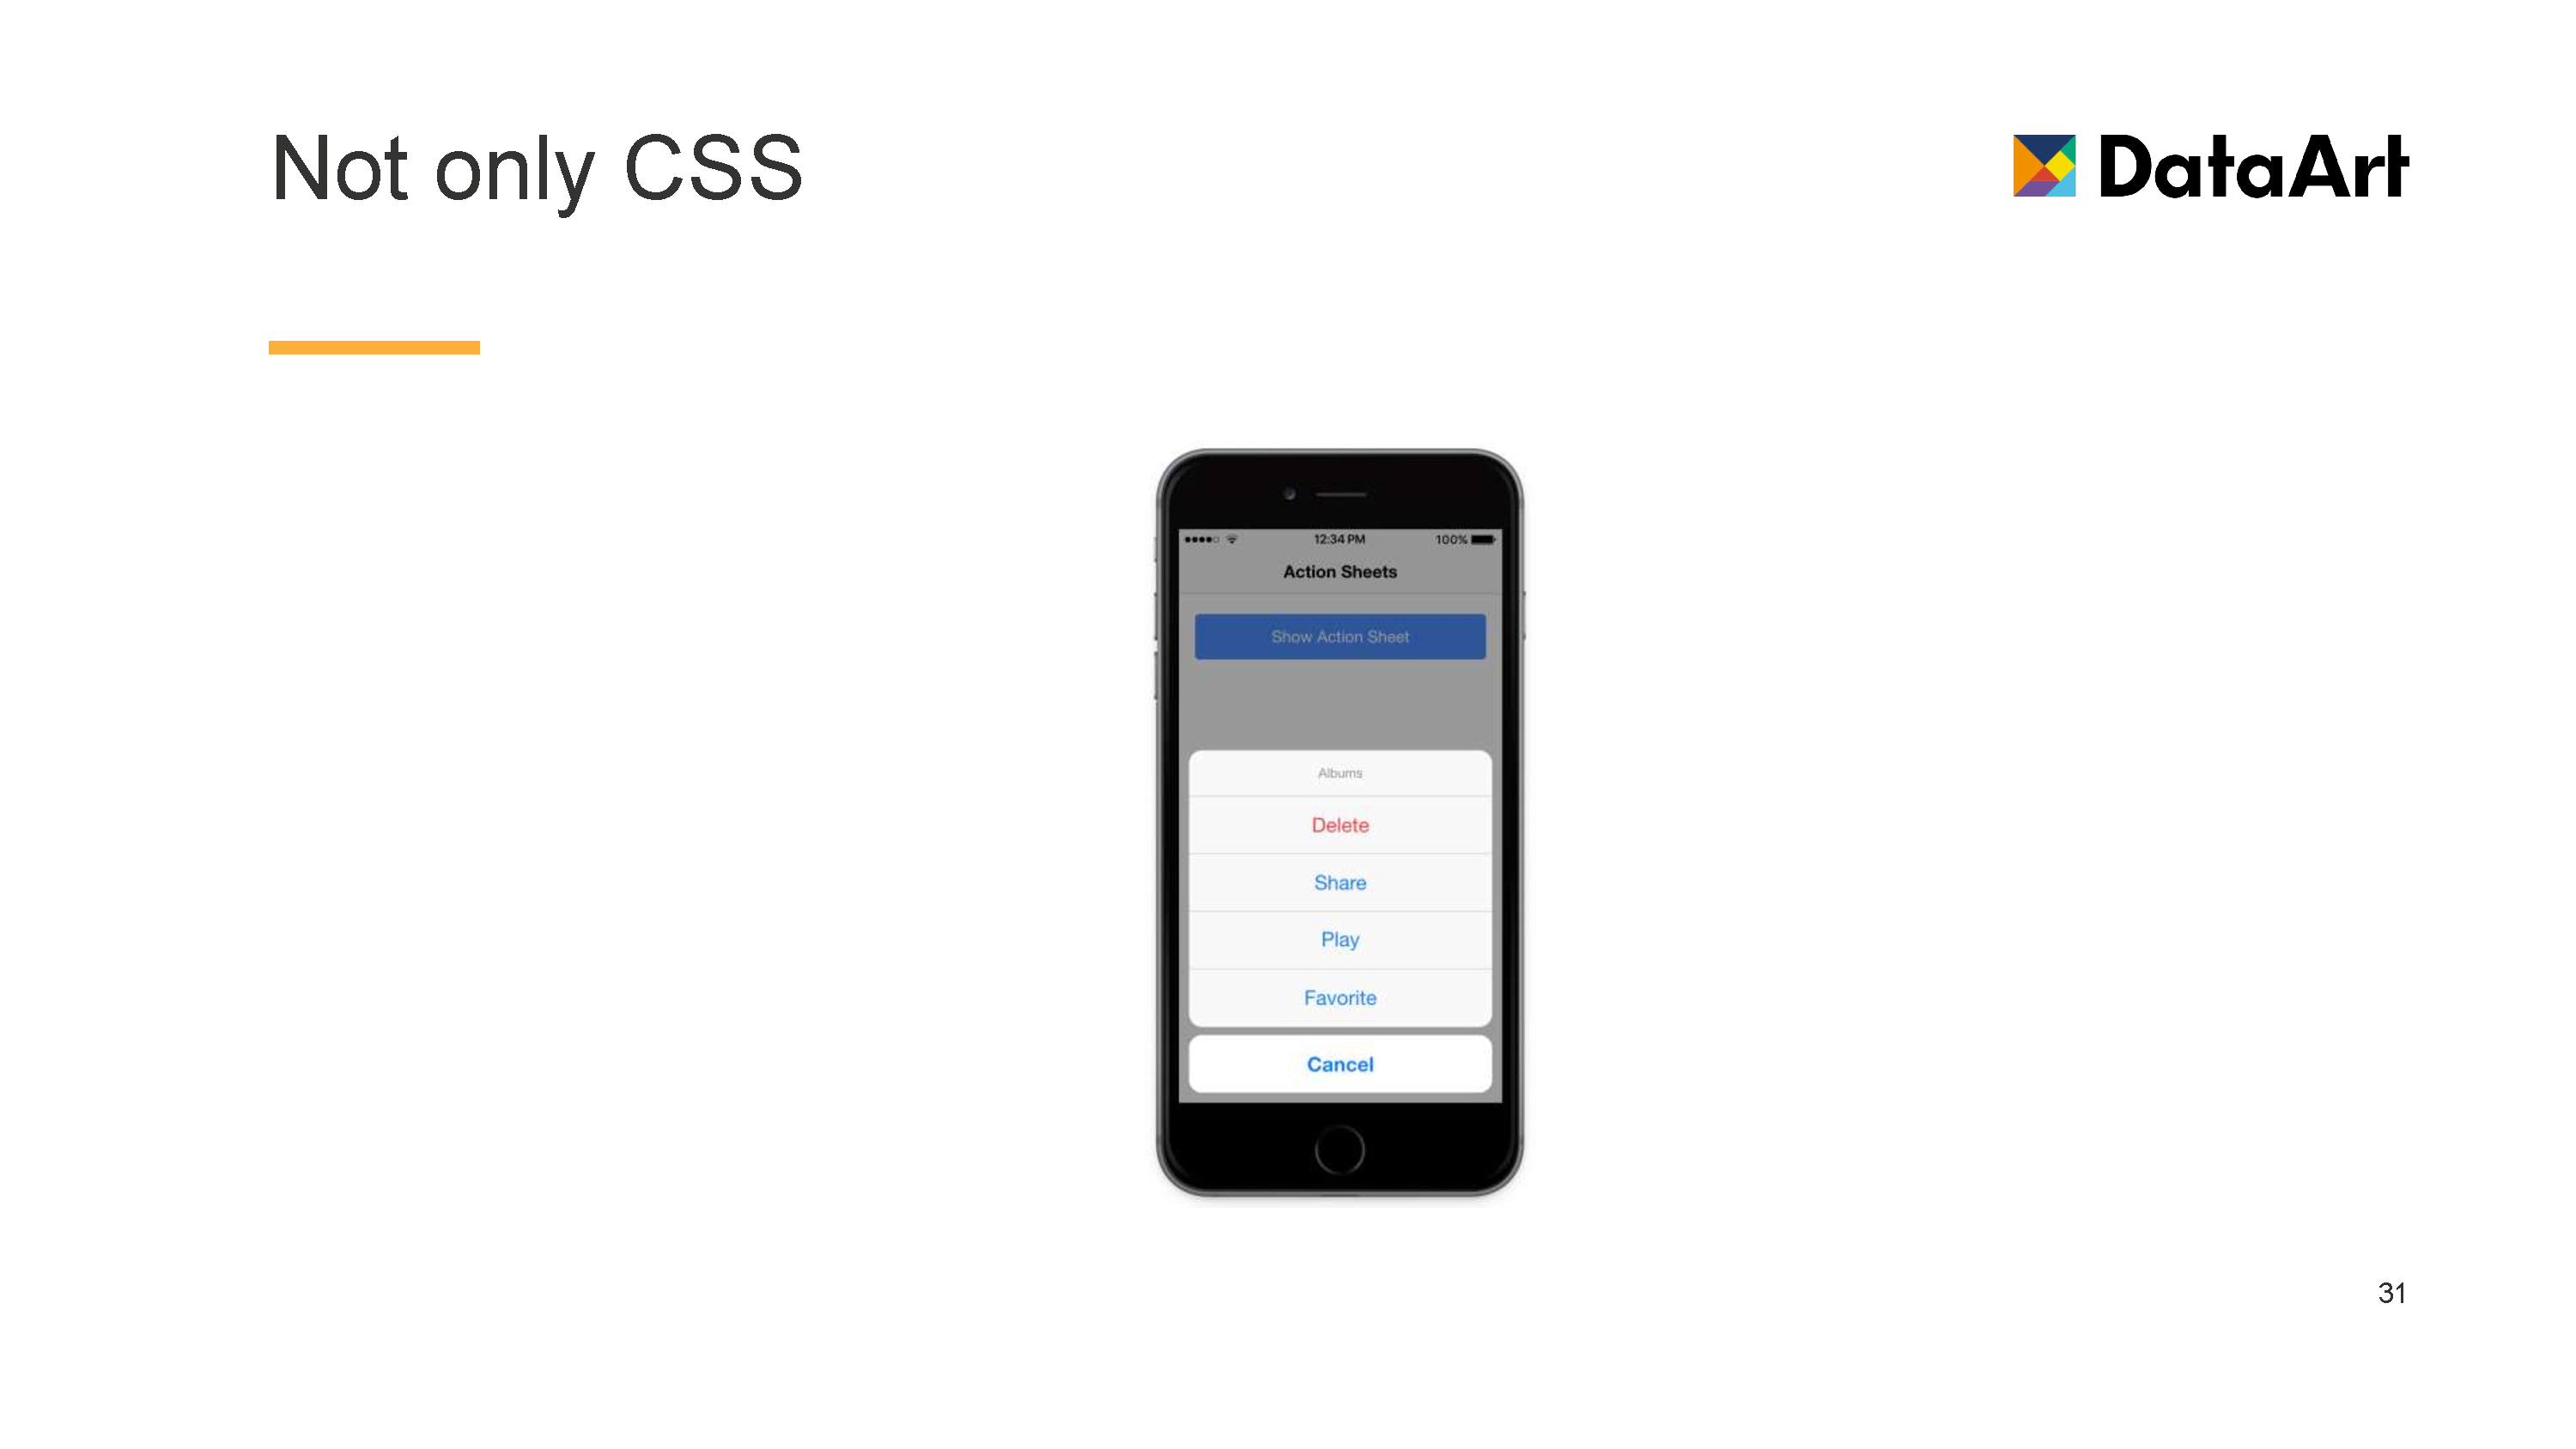 Not only CSS
DataArt
12:34 PM
100%
Action Sheets
Show Action Sheet
Albums
Delete
Share
Play
Favorite
Cancel
31